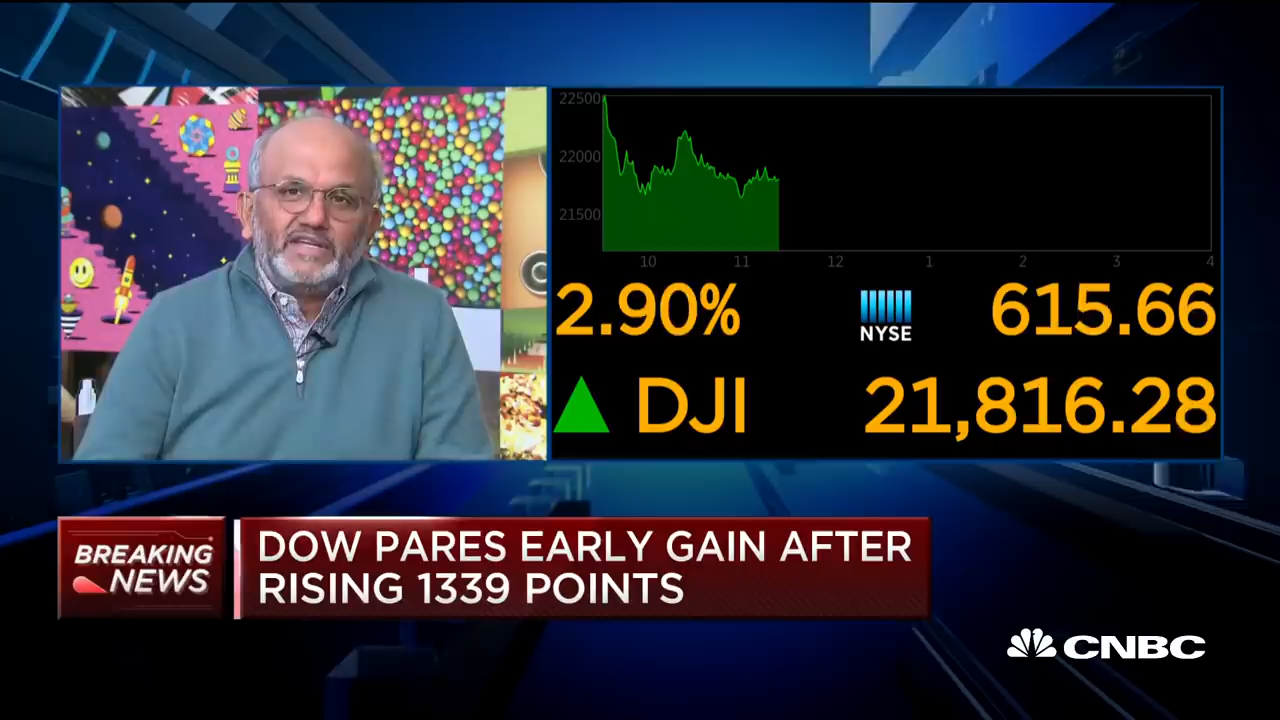 22500
22000
21500
10 11 12 1 2 3 4
2.90% NYSE 615.66
▲ DJI 21,816.28
BREAKING NEWS
DOW PARES EARLY GAIN AFTER
RISING 1339 POINTS
CNBC